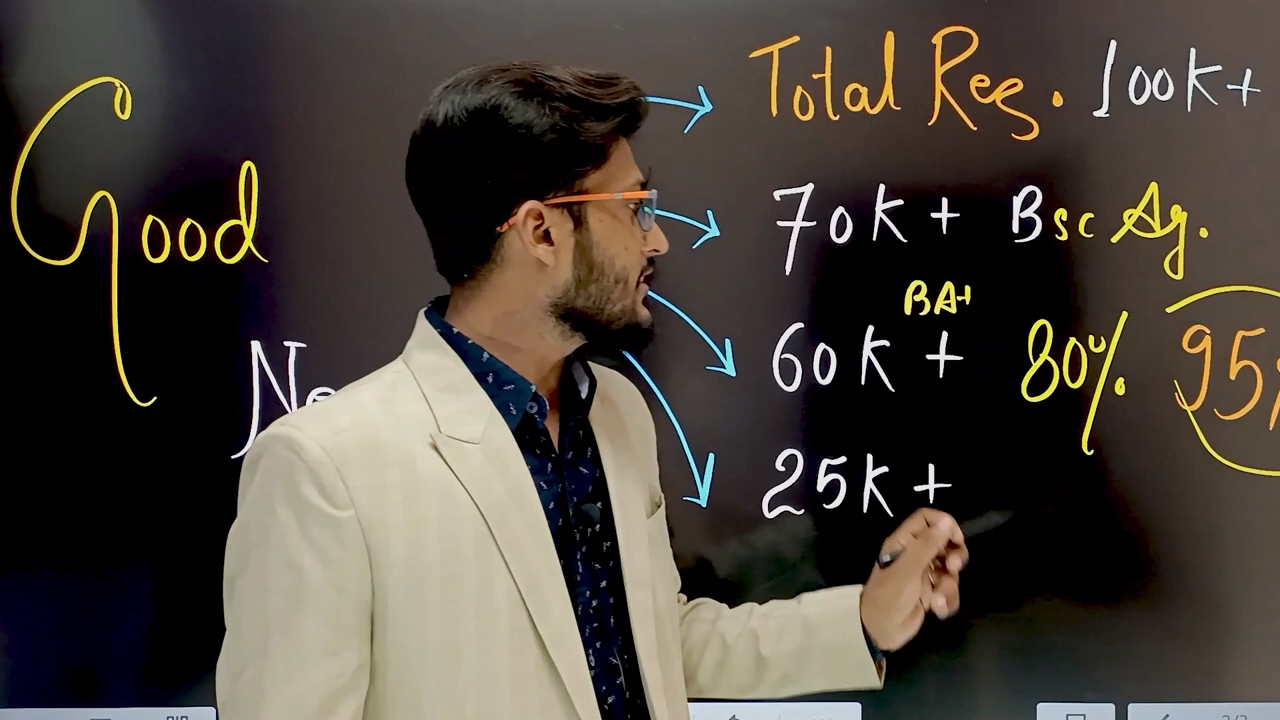 Good
Total Reg. 100K+
70K + Bsc Ag.
BA+
60K + 80%. 95%
25K +